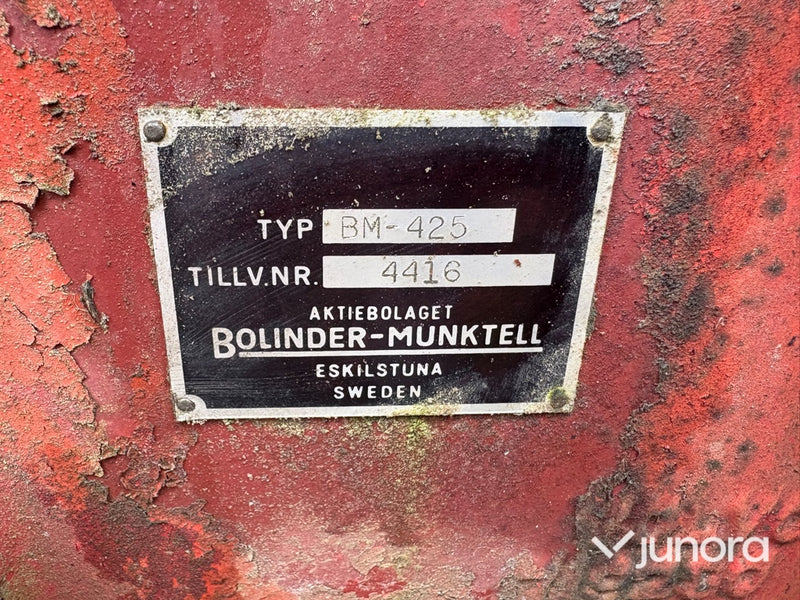 TYP BM-425
TILLV.NR. 4416
AKTIEBOLAGET
BOLINDER-MUNKTELL
ESKILSTUNA
SWEDEN
junora